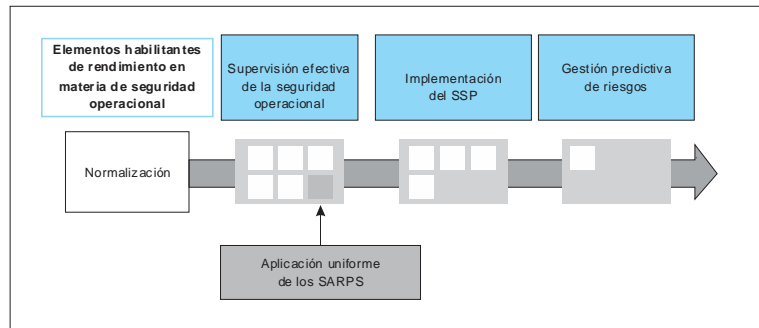 Elementos habilitantes
de rendimiento en
materia de seguridad
operacional
Supervisión efectiva
de la seguridad
operacional
Implementación
del SSP
Gestión predictiva
de riesgos
Normalización
Aplicación uniforme
de los SARPS